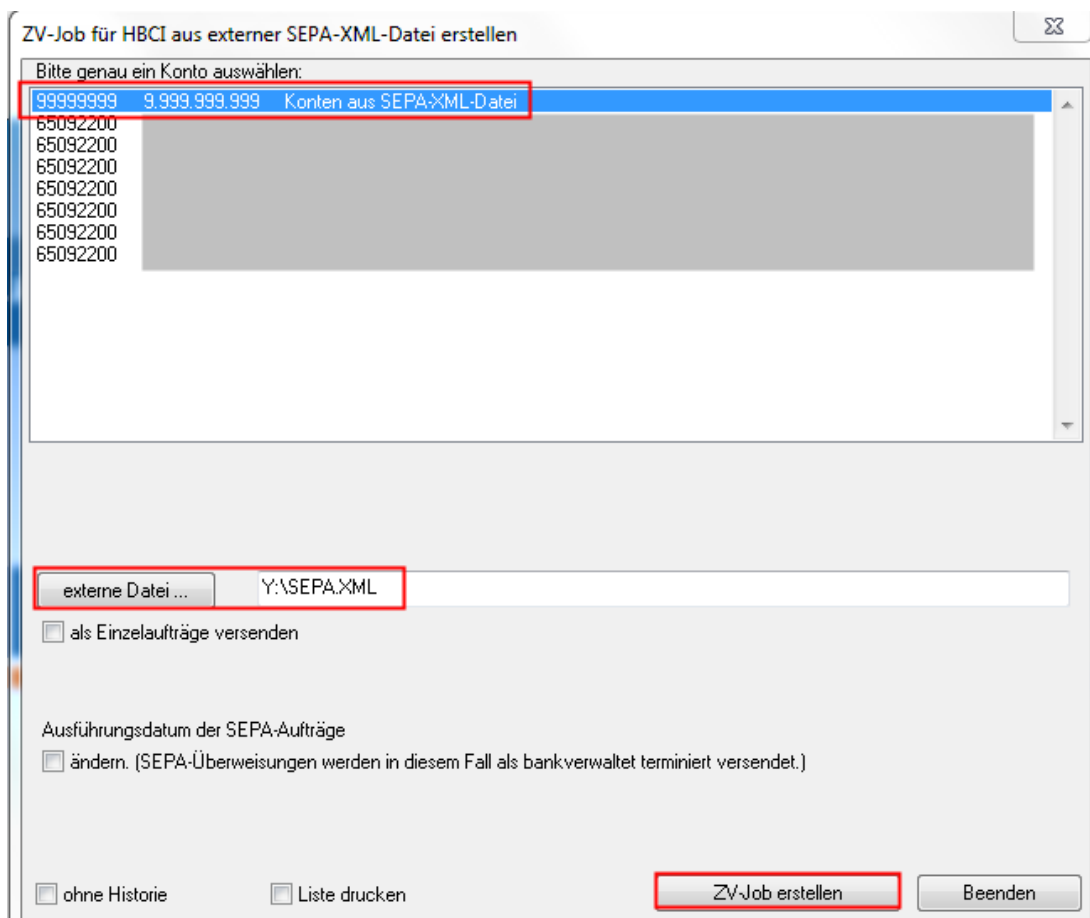 ZV-Job für HBCI aus externer SEPA-XML-Datei erstellen
Bitte genau ein Konto auswählen:
99999999 9.999.999.999 Konten aus SEPA-XML-Datei
65092200
65092200
65092200
65092200
65092200
65092200
65092200
externe Datei ... Y:\SEPA.XML
als Einzelaufträge versenden
Ausführungsdatum der SEPA-Aufträge
ändern. (SEPA-Überweisungen werden in diesem Fall als bankverwaltet terminiert versendet.)
ohne Historie Liste drucken ZV-Job erstellen Beenden